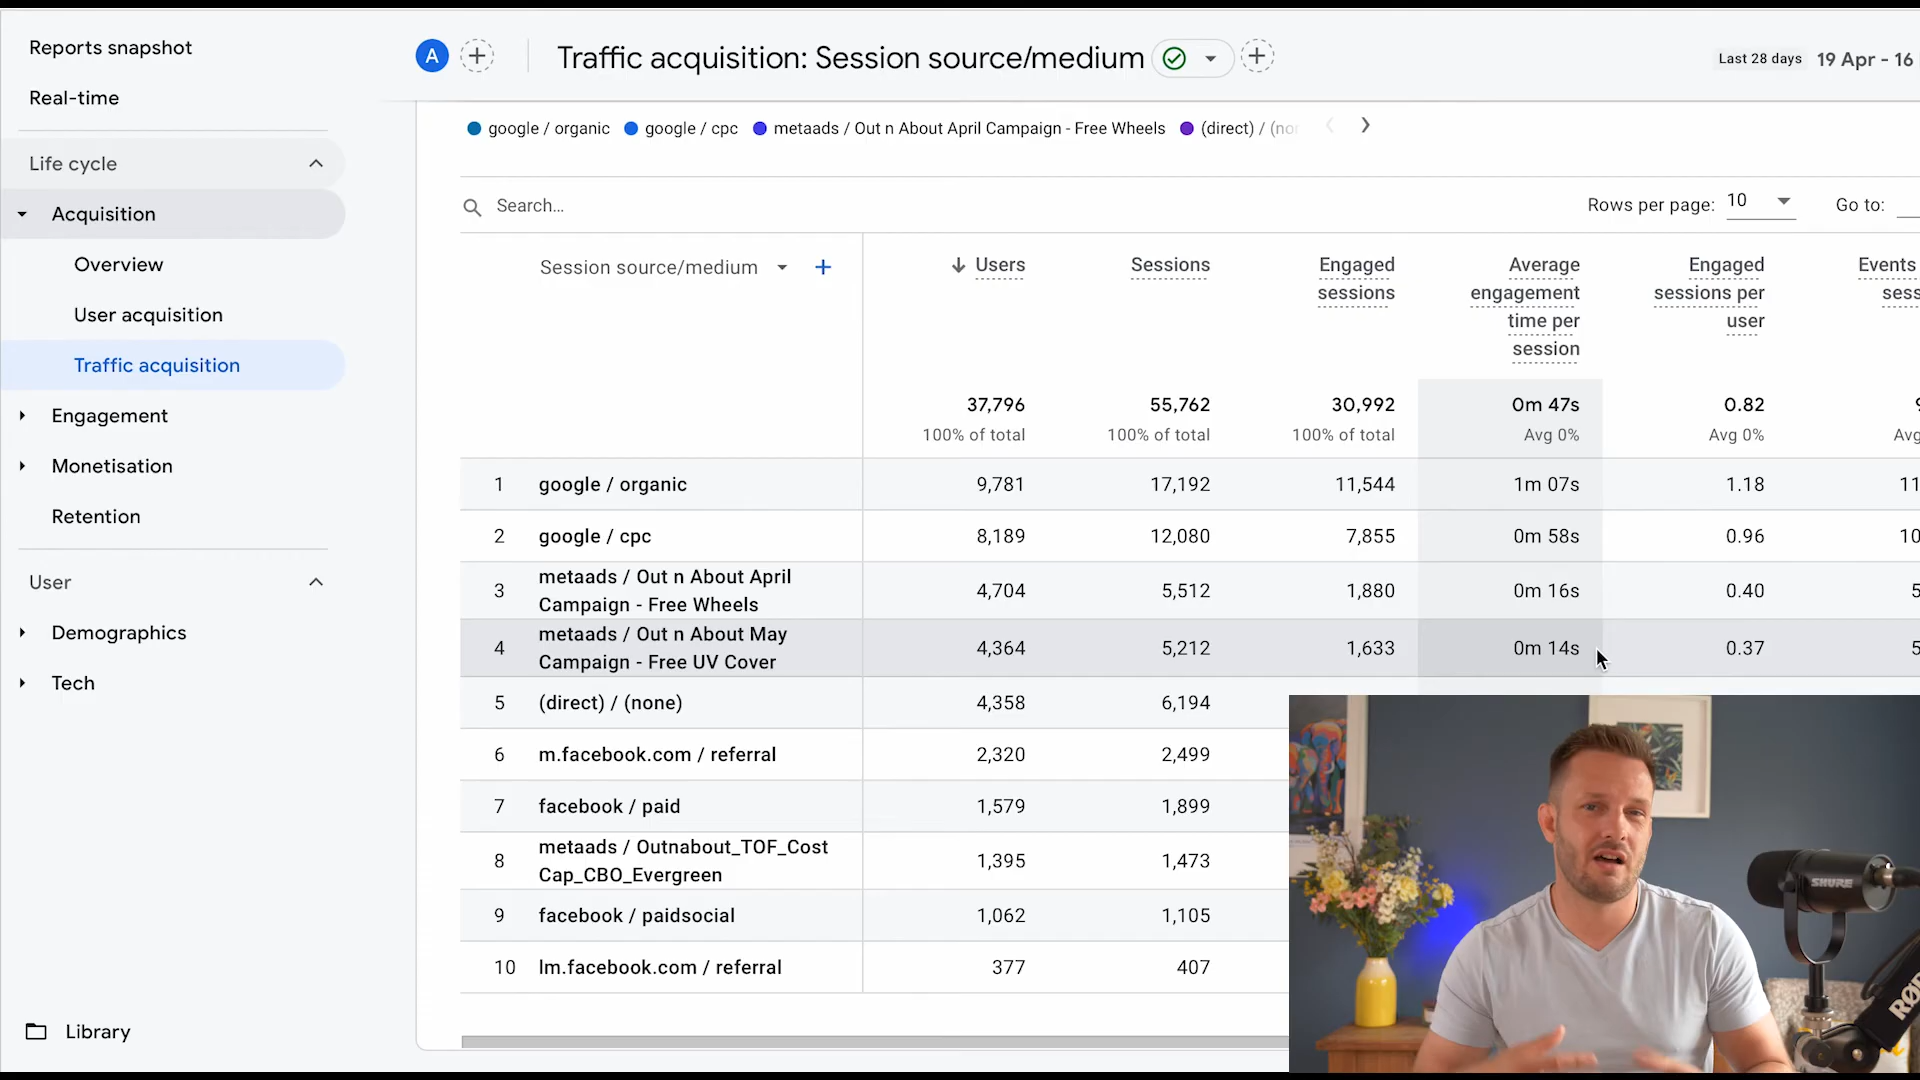 Reports snapshot
Real-time
Life cycle
Acquisition
Overview
User acquisition
Traffic acquisition
Engagement
Monetisation
Retention
User
Demographics
Tech
Library
A
Traffic acquisition: Session source/medium
Last 28 days 19 Apr - 16
google / organic google / cpc metaads / Out n About April Campaign - Free Wheels (direct) /
Search...
Rows per page: 10 Go to:
Session source/medium
Users
Sessions
Engaged
sessions
Average
engagement
time per
session
Engaged
sessions per
user
Events
37,796 55,762 30,992 0m 47s 0.82
100% of total 100% of total 100% of total Avg 0% Avg 0% Avg
1 google / organic 9,781 17,192 11,544 1m 07s 1.18
2 google / cpc 8,189 12,080 7,855 0m 58s 0.96
3 metaads / Out n About April
Campaign - Free Wheels 4,704 5,512 1,880 0m 16s 0.40
4 metaads / Out n About May
Campaign - Free UV Cover 4,364 5,212 1,633 0m 14s 0.37
5 (direct) / (none) 4,358 6,194
6 m.facebook.com / referral 2,320 2,499
7 facebook / paid 1,579 1,899
8 metaads / Outnabout_TOF_Cost
Cap_CBO_Evergreen 1,395 1,473
9 facebook / paidsocial 1,062 1,105
10 lm.facebook.com / referral 377 407
SHURE